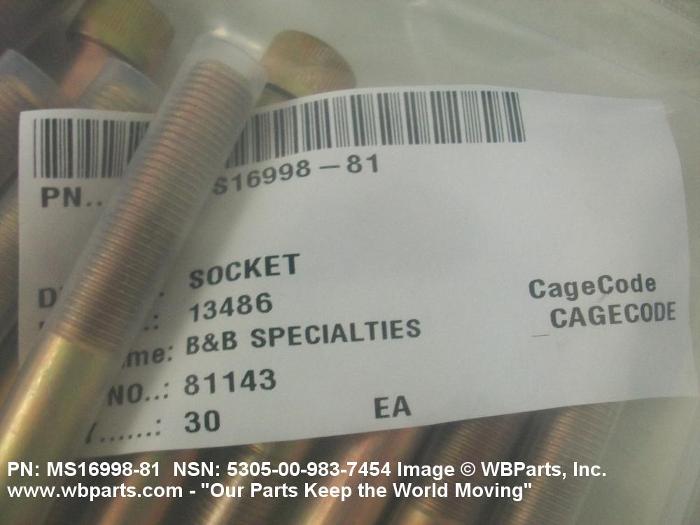 PN.. S16998-81
SOCKET
13486
me: B&B SPECIALTIES
NO..: 81143
......: 30 EA
CageCode
_CAGECODE
PN: MS16998-81 NSN: 5305-00-983-7454 Image © WBParts, Inc.
www.wbparts.com - "Our Parts Keep the World Moving"